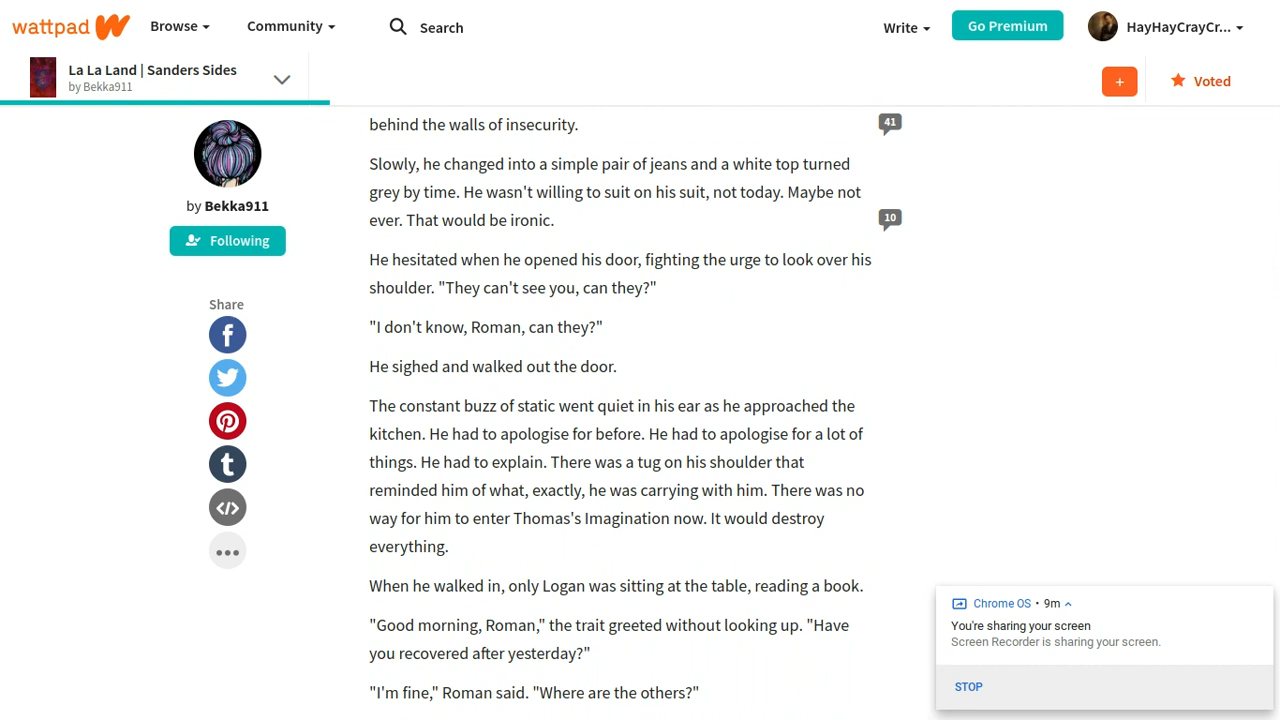 wattpad
Browse
Community
Search
Write
Go Premium
HayHayCrayCr...
La La Land | Sanders Sides
by Bekka911
+
Voted
by Bekka911
Following
Share
behind the walls of insecurity.
41
Slowly, he changed into a simple pair of jeans and a white top turned
grey by time. He wasn't willing to suit on his suit, not today. Maybe not
ever. That would be ironic.
10
He hesitated when he opened his door, fighting the urge to look over his
shoulder. "They can't see you, can they?"
"I don't know, Roman, can they?"
He sighed and walked out the door.
The constant buzz of static went quiet in his ear as he approached the
kitchen. He had to apologise for before. He had to apologise for a lot of
things. He had to explain. There was a tug on his shoulder that
reminded him of what, exactly, he was carrying with him. There was no
way for him to enter Thomas's Imagination now. It would destroy
everything.
When he walked in, only Logan was sitting at the table, reading a book.
"Good morning, Roman," the trait greeted without looking up. "Have
you recovered after yesterday?"
"I'm fine," Roman said. "Where are the others?"
Chrome OS • 9m
You're sharing your screen
Screen Recorder is sharing your screen.
STOP